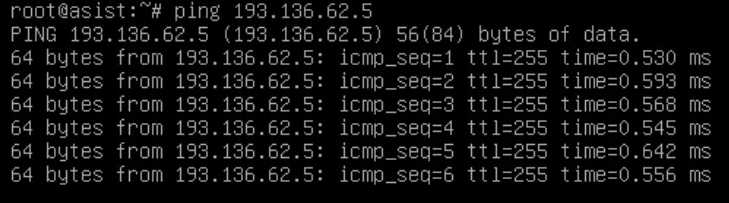 root@asist:~# ping 193.136.62.5
PING 193.136.62.5 (193.136.62.5) 56(84) bytes of data.
64 bytes from 193.136.62.5: icmp_seq=1 ttl=255 time=0.530 ms
64 bytes from 193.136.62.5: icmp_seq=2 ttl=255 time=0.593 ms
64 bytes from 193.136.62.5: icmp_seq=3 ttl=255 time=0.568 ms
64 bytes from 193.136.62.5: icmp_seq=4 ttl=255 time=0.545 ms
64 bytes from 193.136.62.5: icmp_seq=5 ttl=255 time=0.642 ms
64 bytes from 193.136.62.5: icmp_seq=6 ttl=255 time=0.556 ms